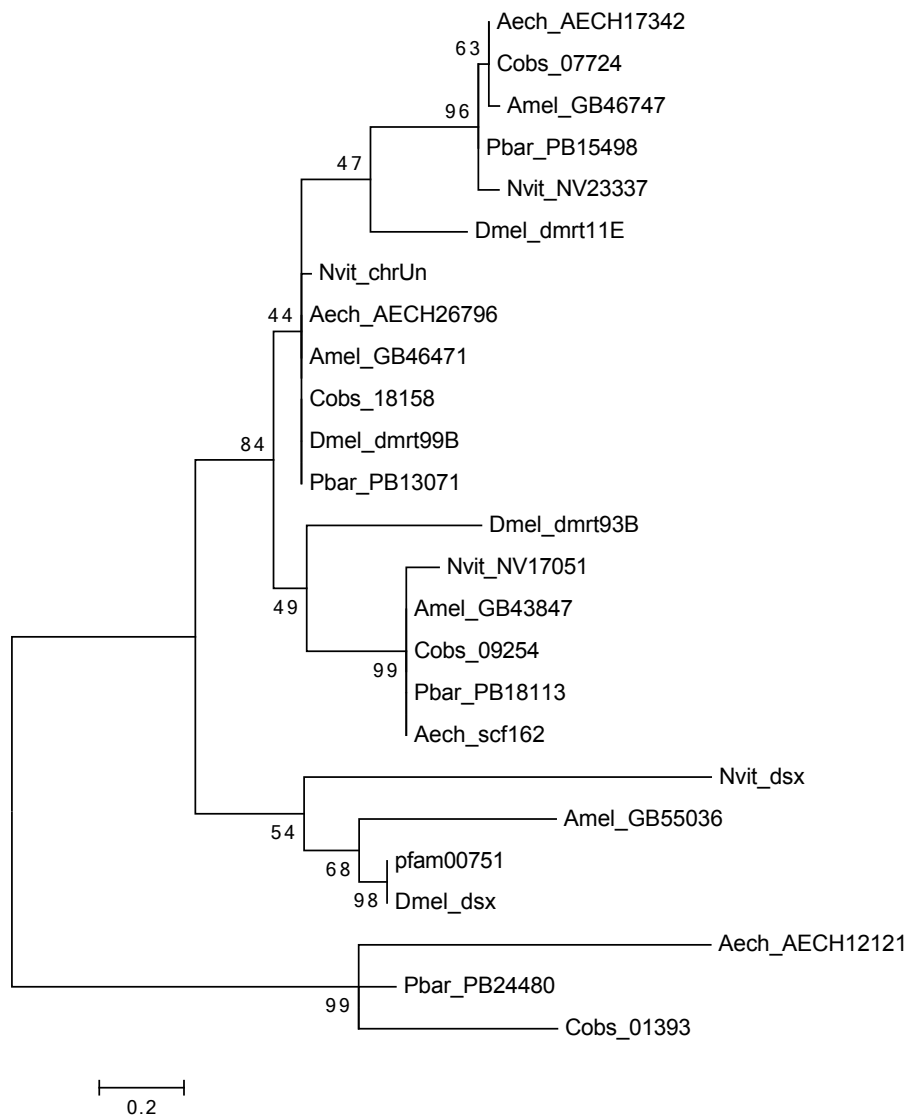 Aech_AECH17342
63
Cobs_07724
Amel_GB46747
96
Pbar_PB15498
47
Nvit_NV23337
Dmel_dmrt11E
Nvit_chrUn
44
Aech_AECH26796
Amel_GB46471
Cobs_18158
84
Dmel_dmrt99B
Pbar_PB13071
Dmel_dmrt93B
Nvit_NV17051
49
Amel_GB43847
Cobs_09254
99
Pbar_PB18113
Aech_scf162
Nvit_dsx
54
Amel_GB55036
68
pfam00751
98
Dmel_dsx
Aech_AECH12121
Pbar_PB24480
99
Cobs_01393
0.2